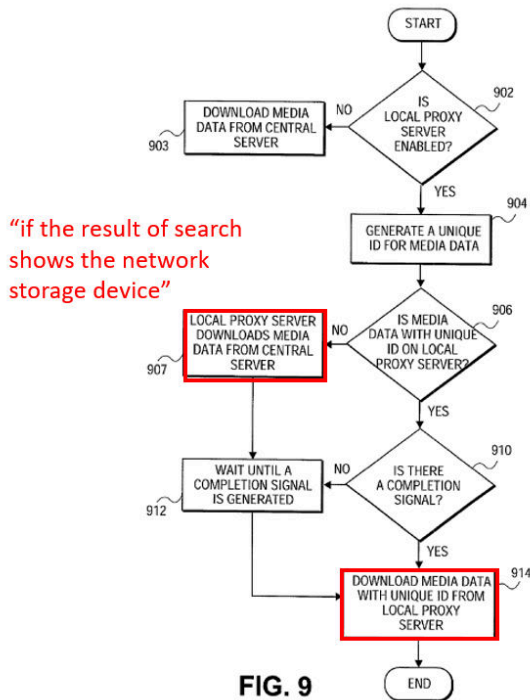 START
902
IS
LOCAL PROXY
SERVER
ENABLED?
NO
DOWNLOAD MEDIA
DATA FROM CENTRAL
SERVER
903
YES
904
GENERATE A UNIQUE
ID FOR MEDIA DATA
“if the result of search
shows the network
storage device”
906
IS MEDIA
DATA WITH UNIQUE
ID ON LOCAL
PROXY SERVER?
NO
LOCAL PROXY SERVER
DOWNLOADS MEDIA
DATA FROM CENTRAL
SERVER
907
YES
910
IS THERE
A COMPLETION
SIGNAL?
NO
WAIT UNTIL A
COMPLETION SIGNAL
IS GENERATED
912
YES
914
DOWNLOAD MEDIA DATA
WITH UNIQUE ID FROM
LOCAL PROXY
SERVER
END
FIG. 9